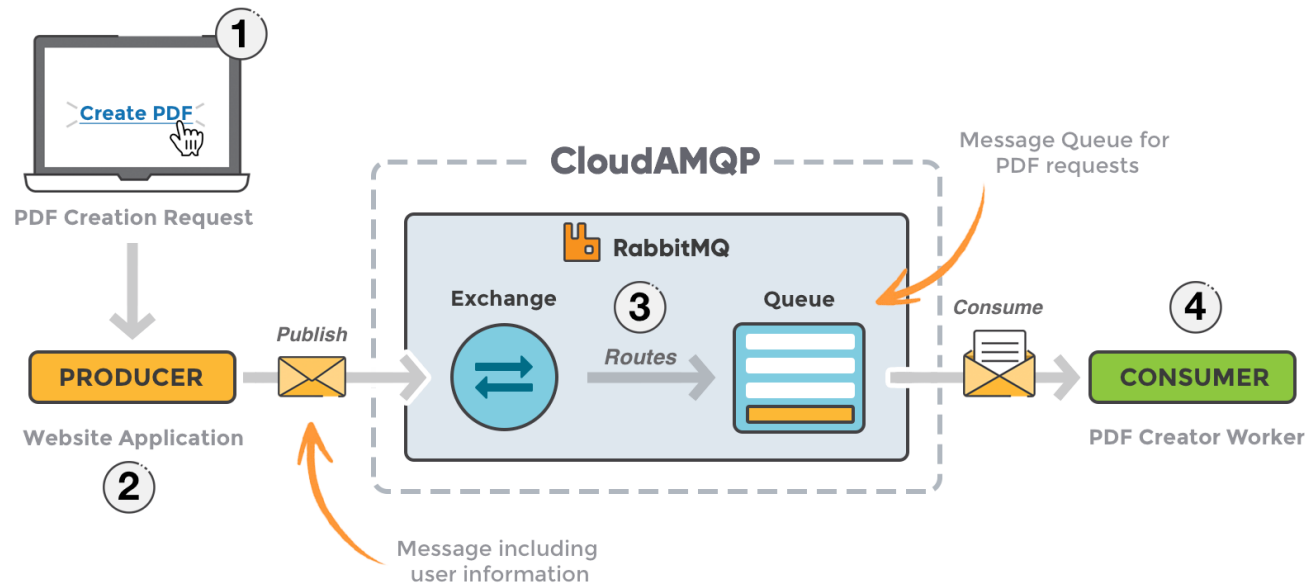 1
Create PDF
PDF Creation Request
CloudAMQP
Message Queue for
PDF requests
RabbitMQ
Exchange
3
Queue
Consume
4
Publish
Routes
PRODUCER
CONSUMER
Website Application
PDF Creator Worker
2
Message including
user information